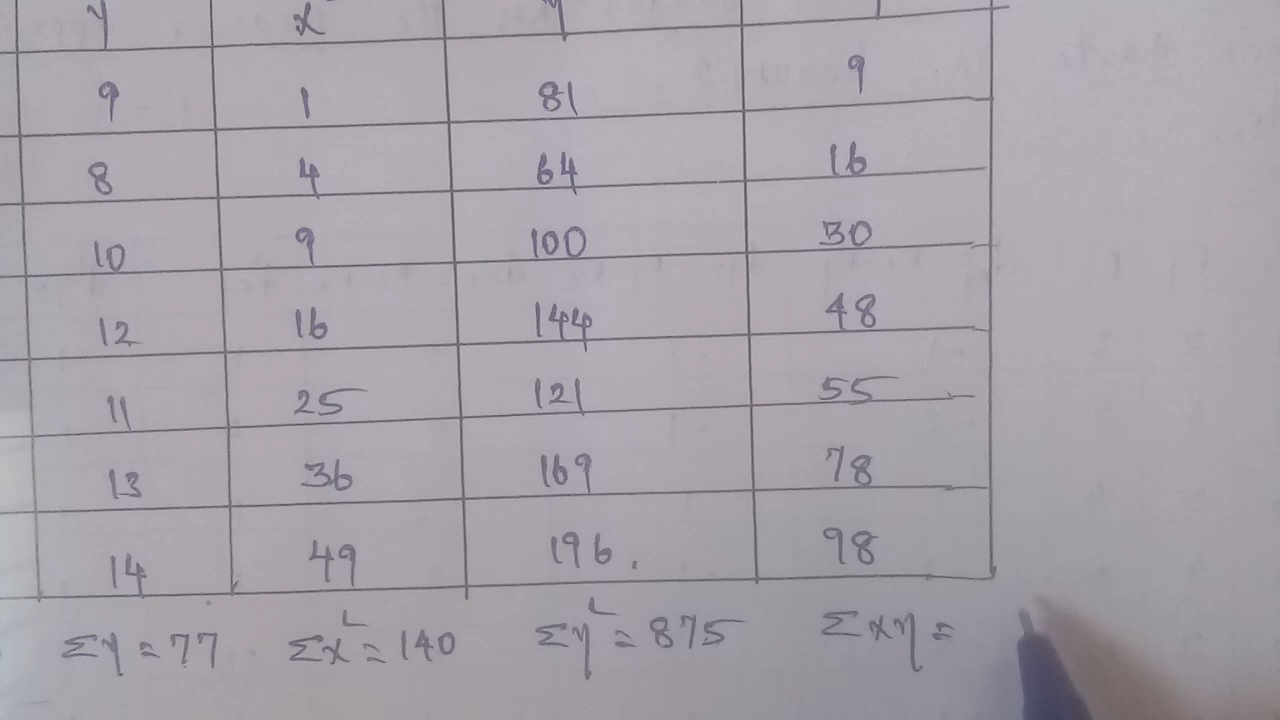 y x² y
9 1 81 9
8 4 64 16
10 9 100 30
12 16 144 48
11 25 121 55
13 36 169 78
14 49 196. 98
Σy = 77 Σx² = 140 Σy² = 875 Σxy =